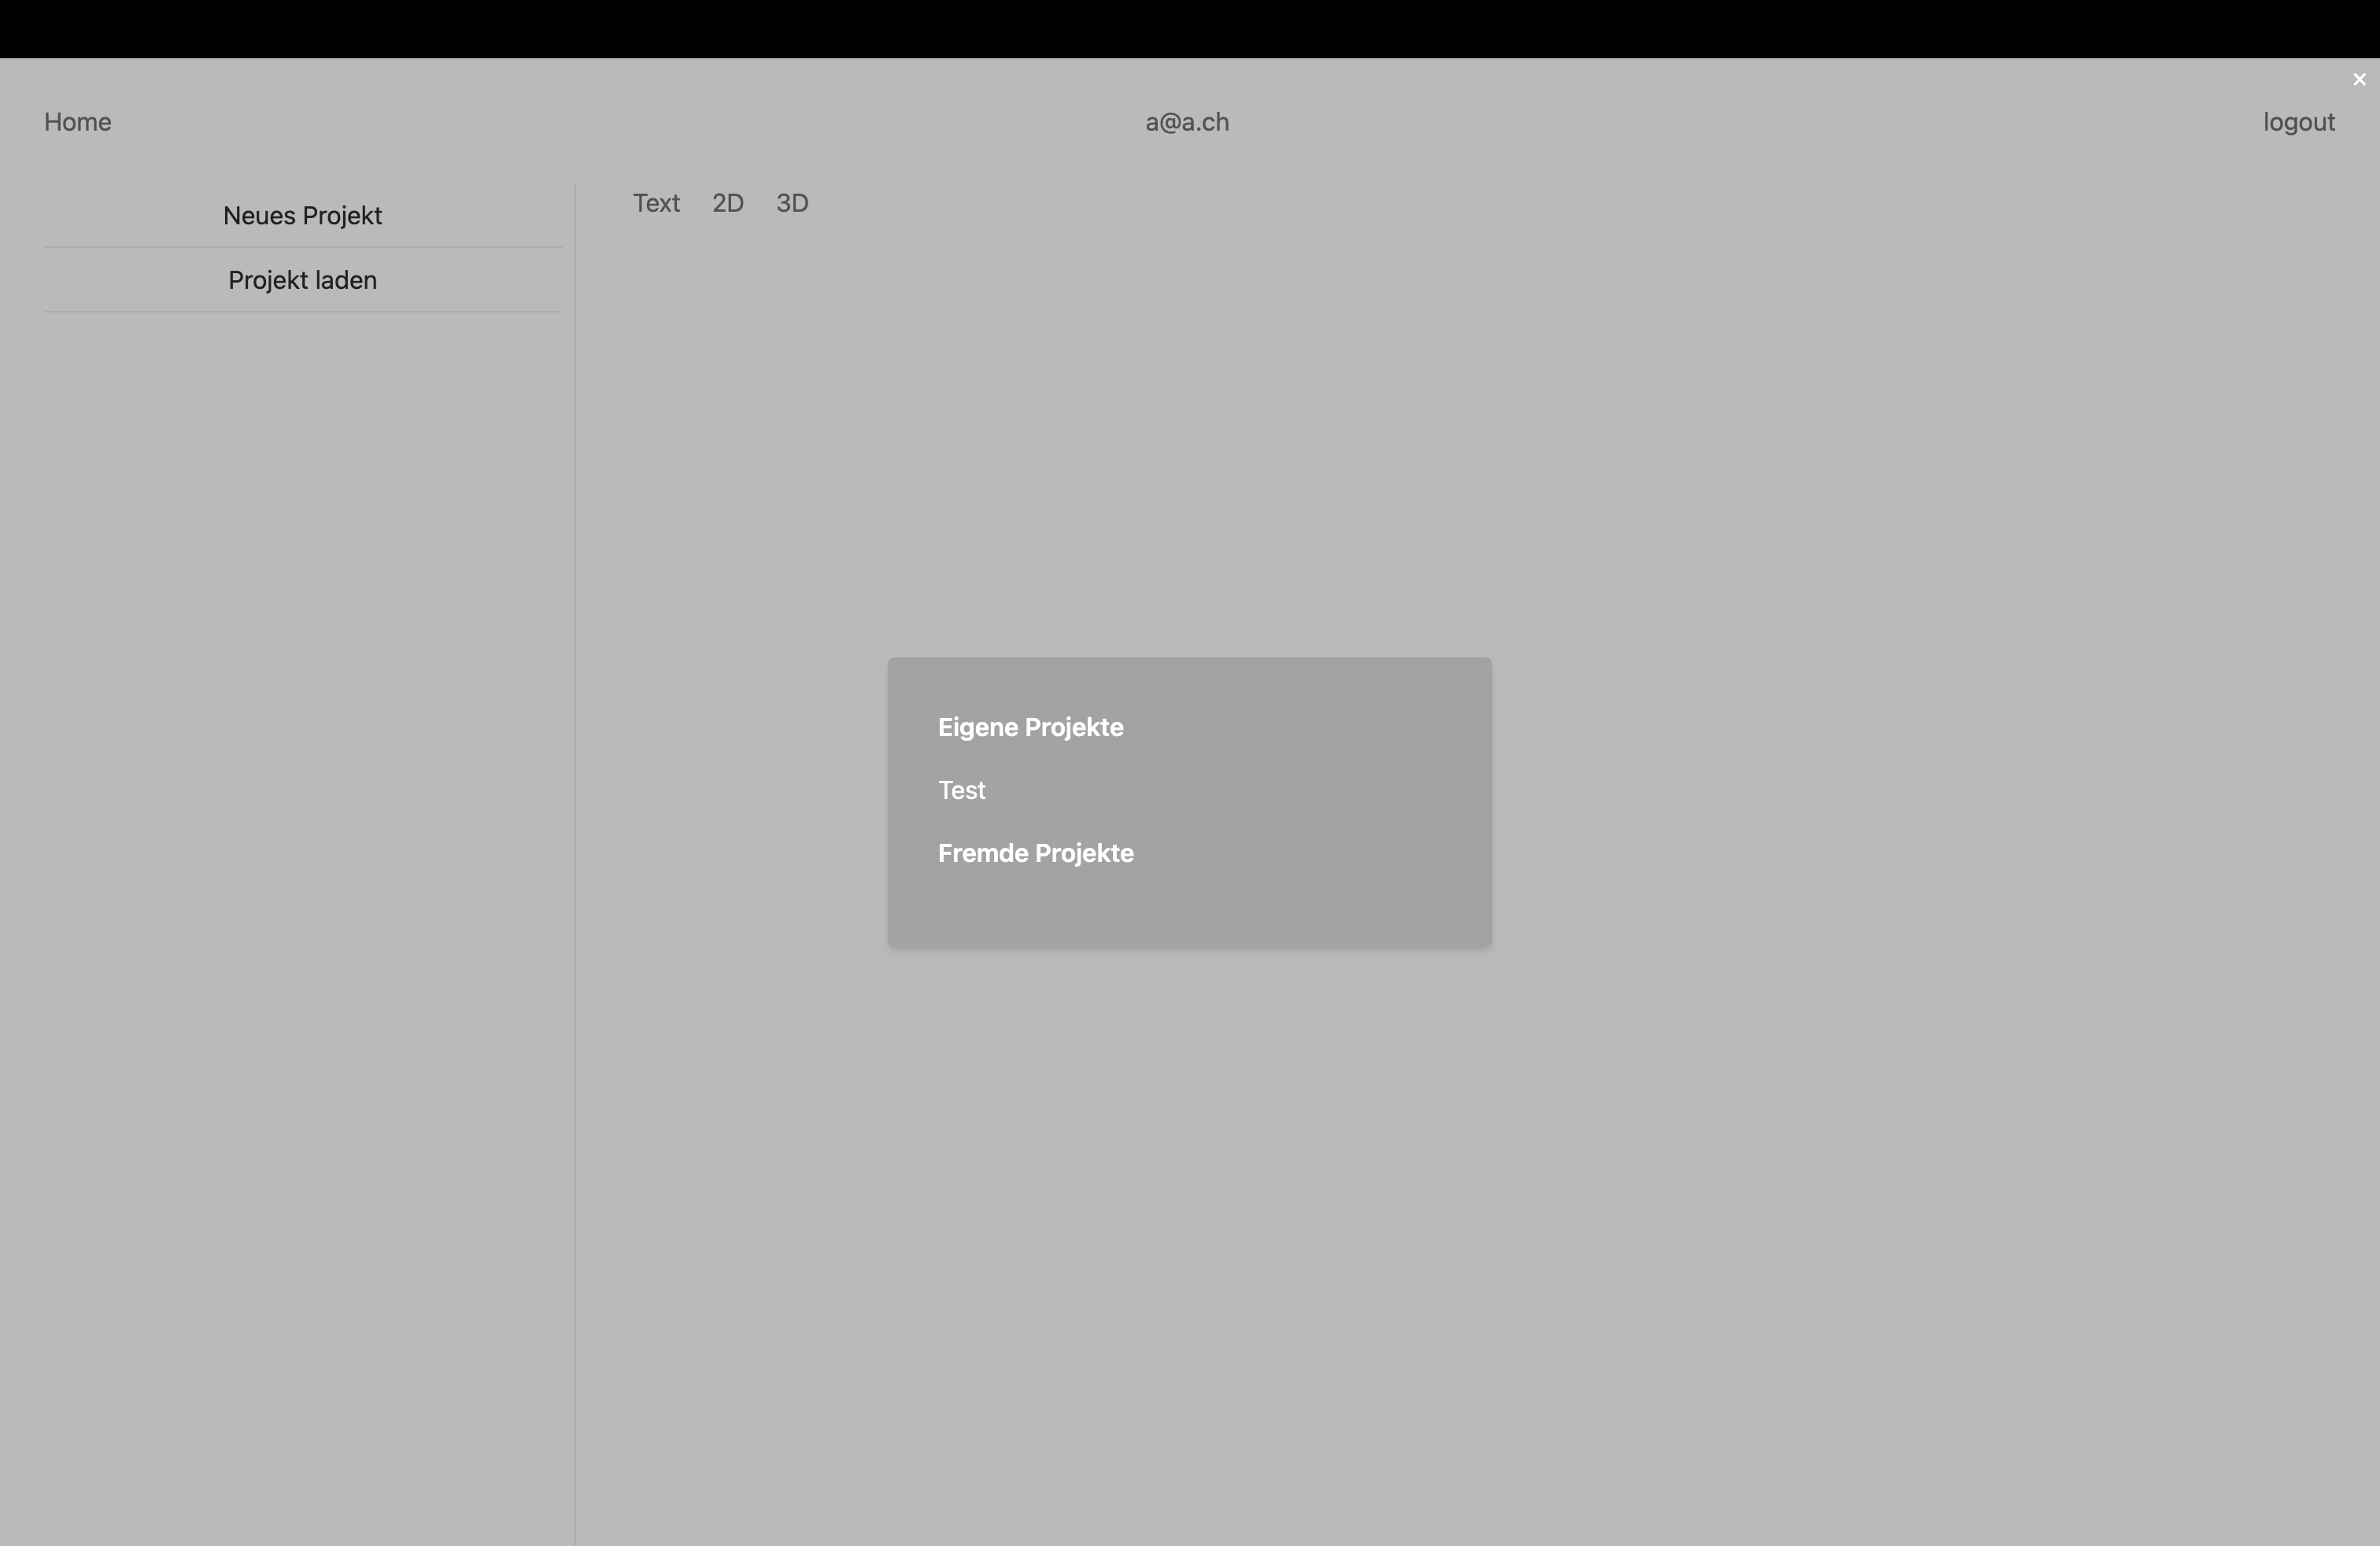 ×
Home
a@a.ch
logout
Neues Projekt
Projekt laden
Text
2D
3D
Eigene Projekte
Test
Fremde Projekte